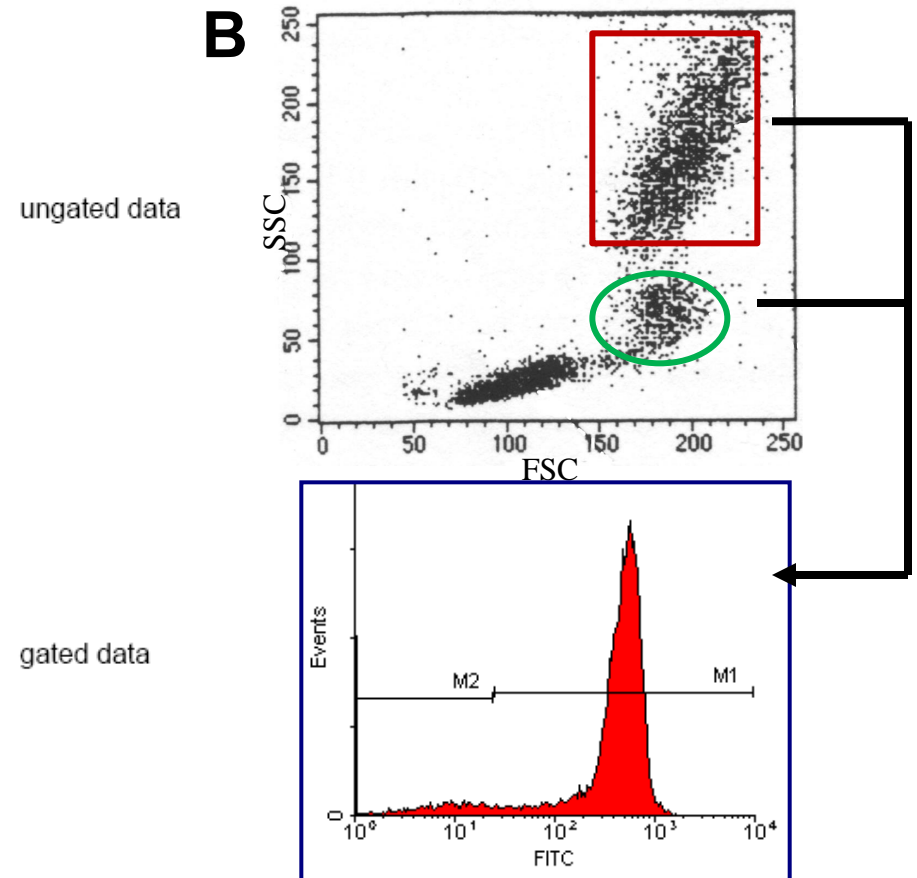 B
ungated data
SSC
250
200
150
100
50
0
0 50 100 150 200 250
FSC
gated data
Events
M2
M1
0
10⁰ 10¹ 10² 10³ 10⁴
FITC